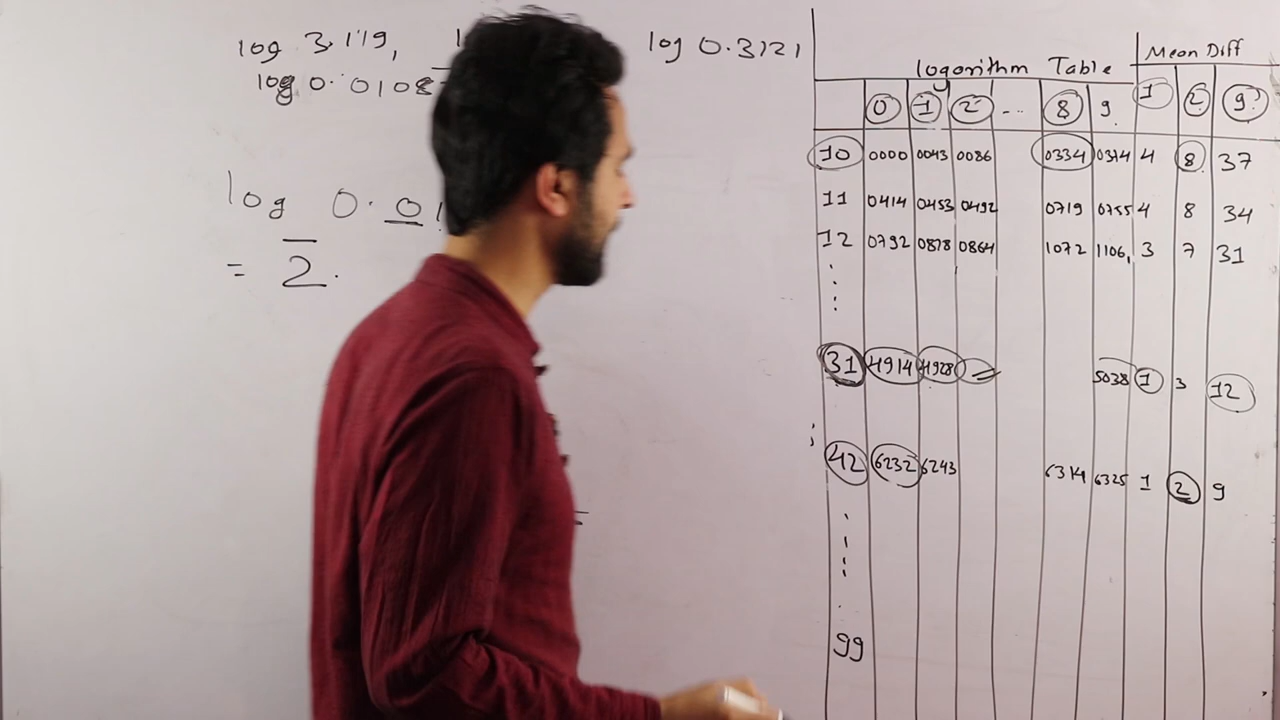 log 3.119,
log 0.0108
log 0.01
= 2̅.
log 0.3121
Mean Diff
logorithm Table
0 1 2 ... 8 9 1 2 9
10 0000 0043 0086 0334 0374 4 8 37
11 0414 0453 0492 0719 0755 4 8 34
12 0792 0828 0864 1072 1106, 3 7 31
31 4914 4928 5038 1 3 12
42 6232 6243 6314 6325 1 2 9
99